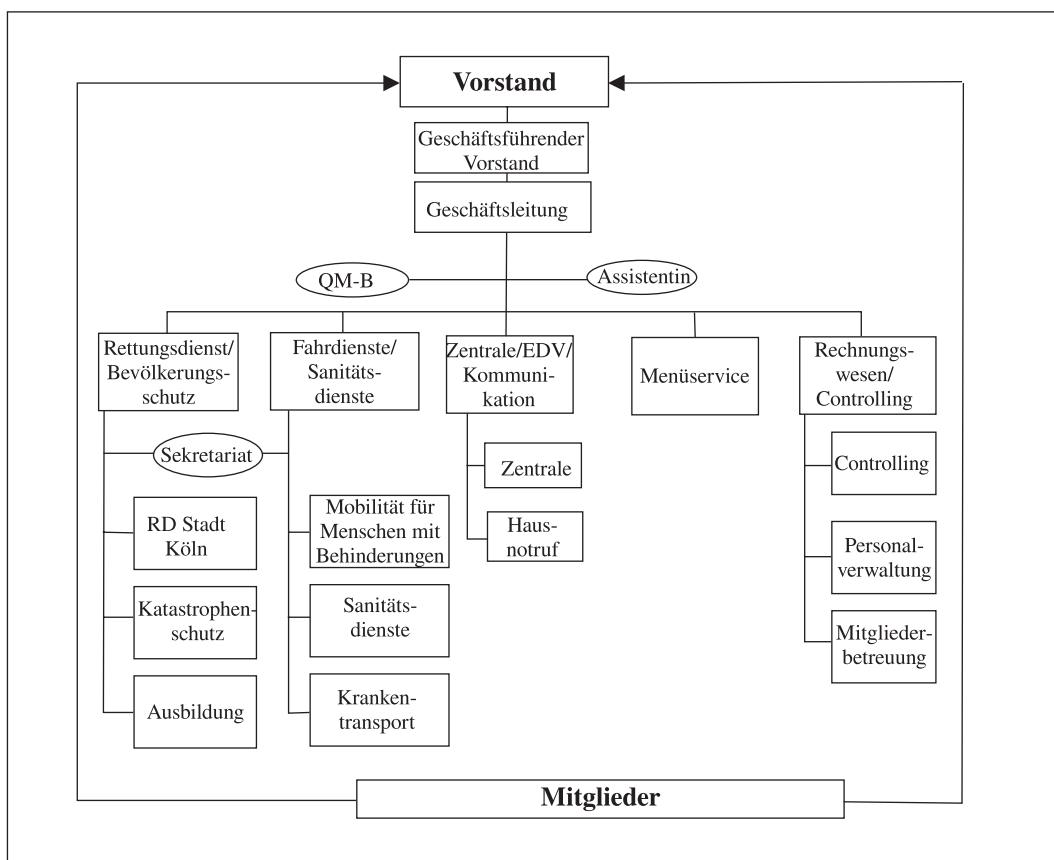 Vorstand
Geschäftsführender
Vorstand
Geschäftsleitung
QM-B
Assistentin
Rettungsdienst/
Bevölkerungs-
schutz
Fahrdienste/
Sanitäts-
dienste
Zentrale/EDV/
Kommuni-
kation
Menüservice
Rechnungs-
wesen/
Controlling
Sekretariat
RD Stadt
Köln
Katastrophen-
schutz
Ausbildung
Mobilität für
Menschen mit
Behinderungen
Sanitäts-
dienste
Kranken-
transport
Zentrale
Haus-
notruf
Controlling
Personal-
verwaltung
Mitglieder-
betreuung
Mitglieder